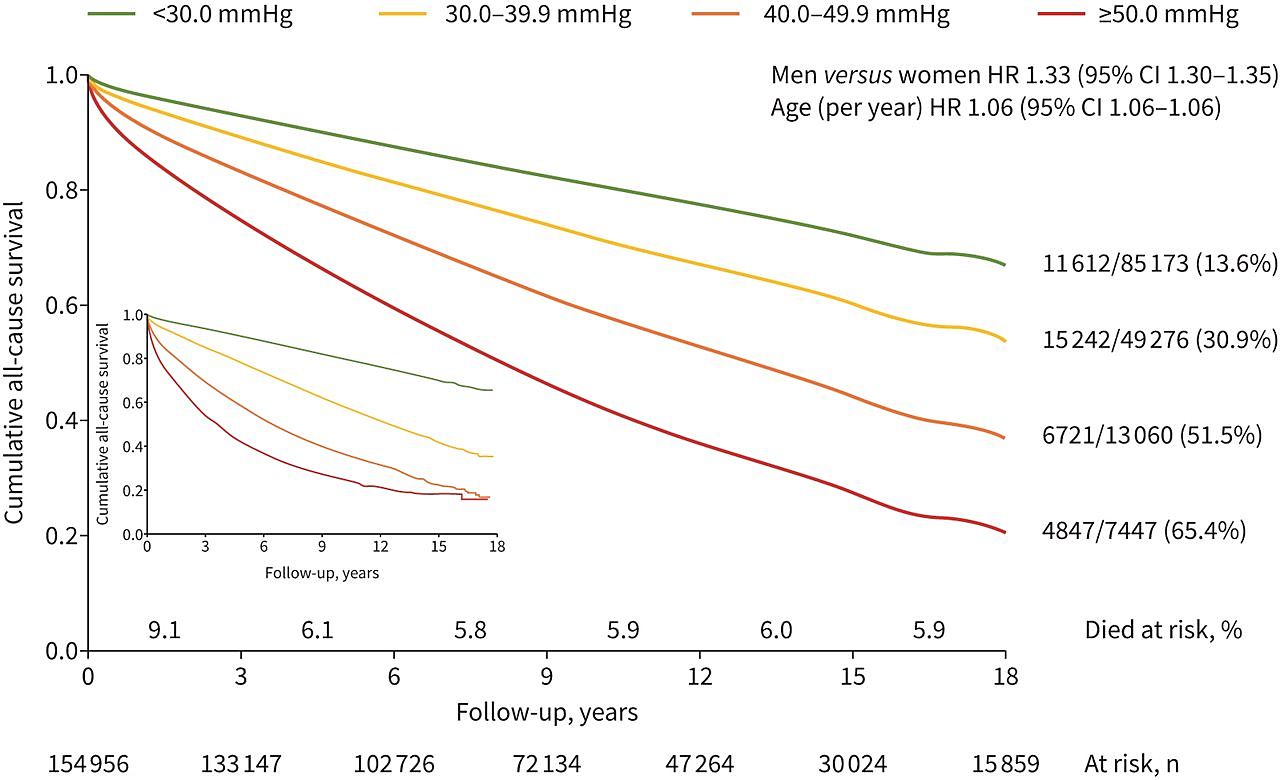 <30.0 mmHg 30.0–39.9 mmHg 40.0–49.9 mmHg ≥50.0 mmHg
Men versus women HR 1.33 (95% CI 1.30–1.35)
Age (per year) HR 1.06 (95% CI 1.06–1.06)
Cumulative all-cause survival
1.0
0.8
0.6
0.4
0.2
0.0
11 612/85 173 (13.6%)
15 242/49 276 (30.9%)
6721/13 060 (51.5%)
4847/7447 (65.4%)
Cumulative all-cause survival
1.0
0.8
0.6
0.4
0.2
0.0
0 3 6 9 12 15 18
Follow-up, years
9.1 6.1 5.8 5.9 6.0 5.9 Died at risk, %
0 3 6 9 12 15 18
Follow-up, years
154 956 133 147 102 726 72 134 47 264 30 024 15 859 At risk, n